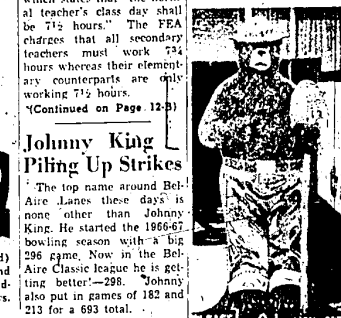 which states that
al teacher's class day shall
be 7½ hours." The FEA
charges that all secondary
teachers must work 7¾
hours whereas their element-
ary counterparts are only
working 7½ hours.
(Continued on Page 12-B)
Johnny King
Piling Up Strikes
The top name around Bel-
Aire Lanes these days is
none other than Johnny
King. He started the 1966-67
bowling season with a big
296 game. Now in the Bel-
Aire Classic league he is get-
ting better!—298. Johnny
also put in games of 182 and
213 for a 693 total.